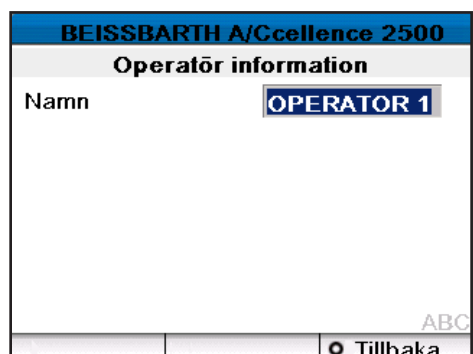 BEISSBARTH A/Ccellence 2500
Operatör information
Namn OPERATOR 1
ABC
Tillbaka